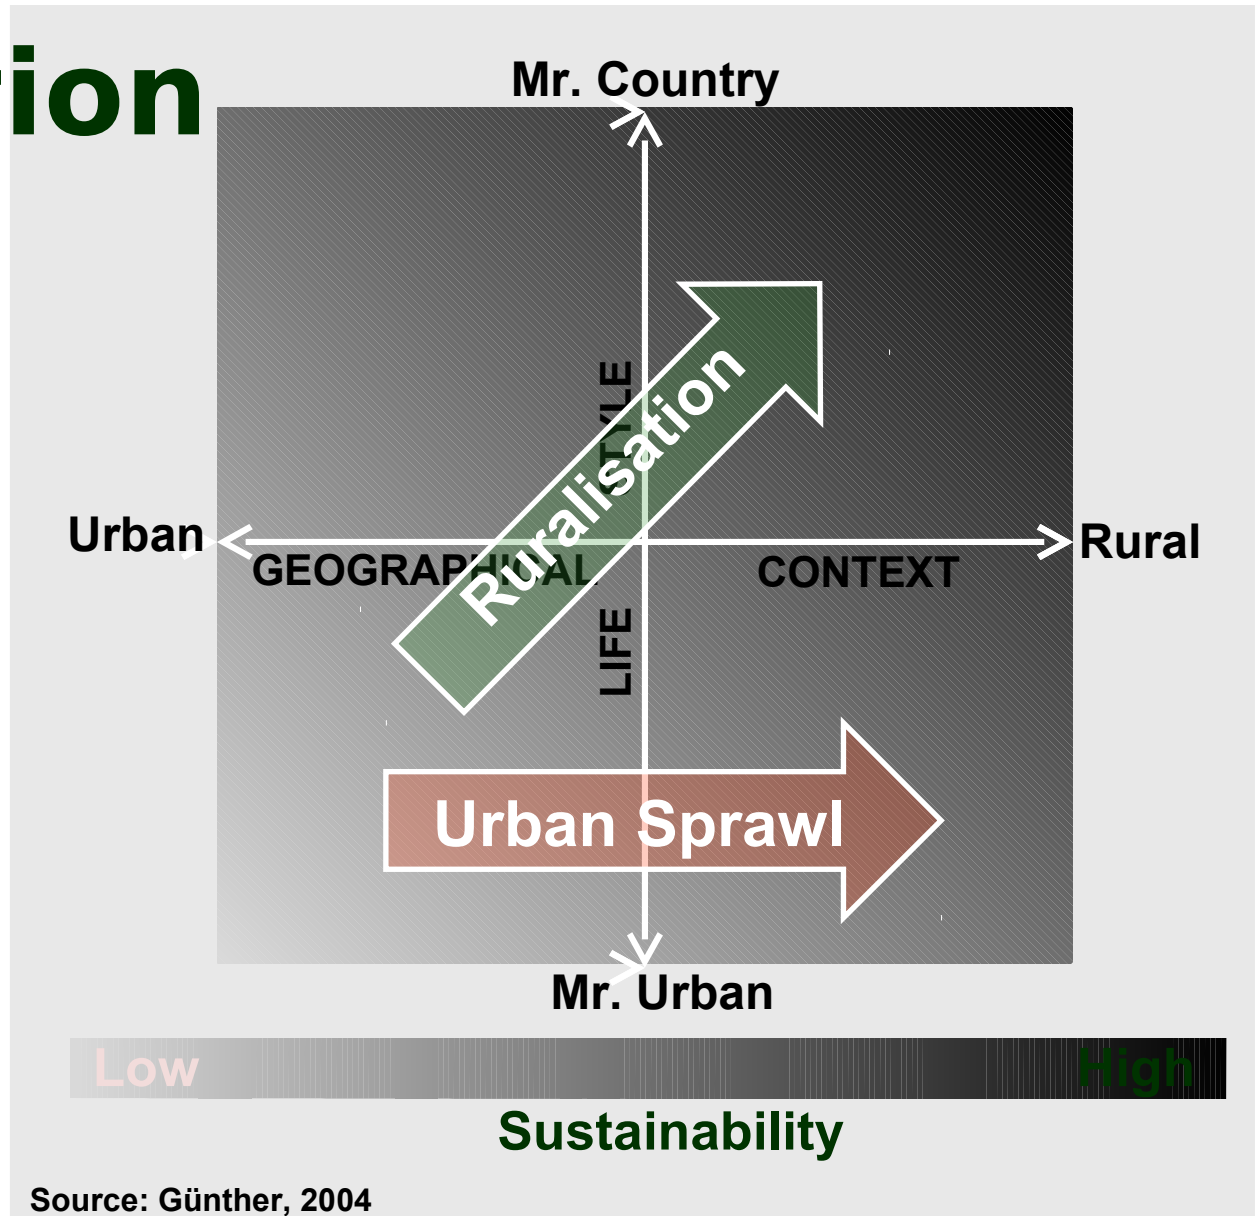 ion
Mr. Country
STYLE
Ruralisation
Urban
Rural
GEOGRAPHICAL
CONTEXT
LIFE
Urban Sprawl
Mr. Urban
Low
High
Sustainability
Source: Günther, 2004